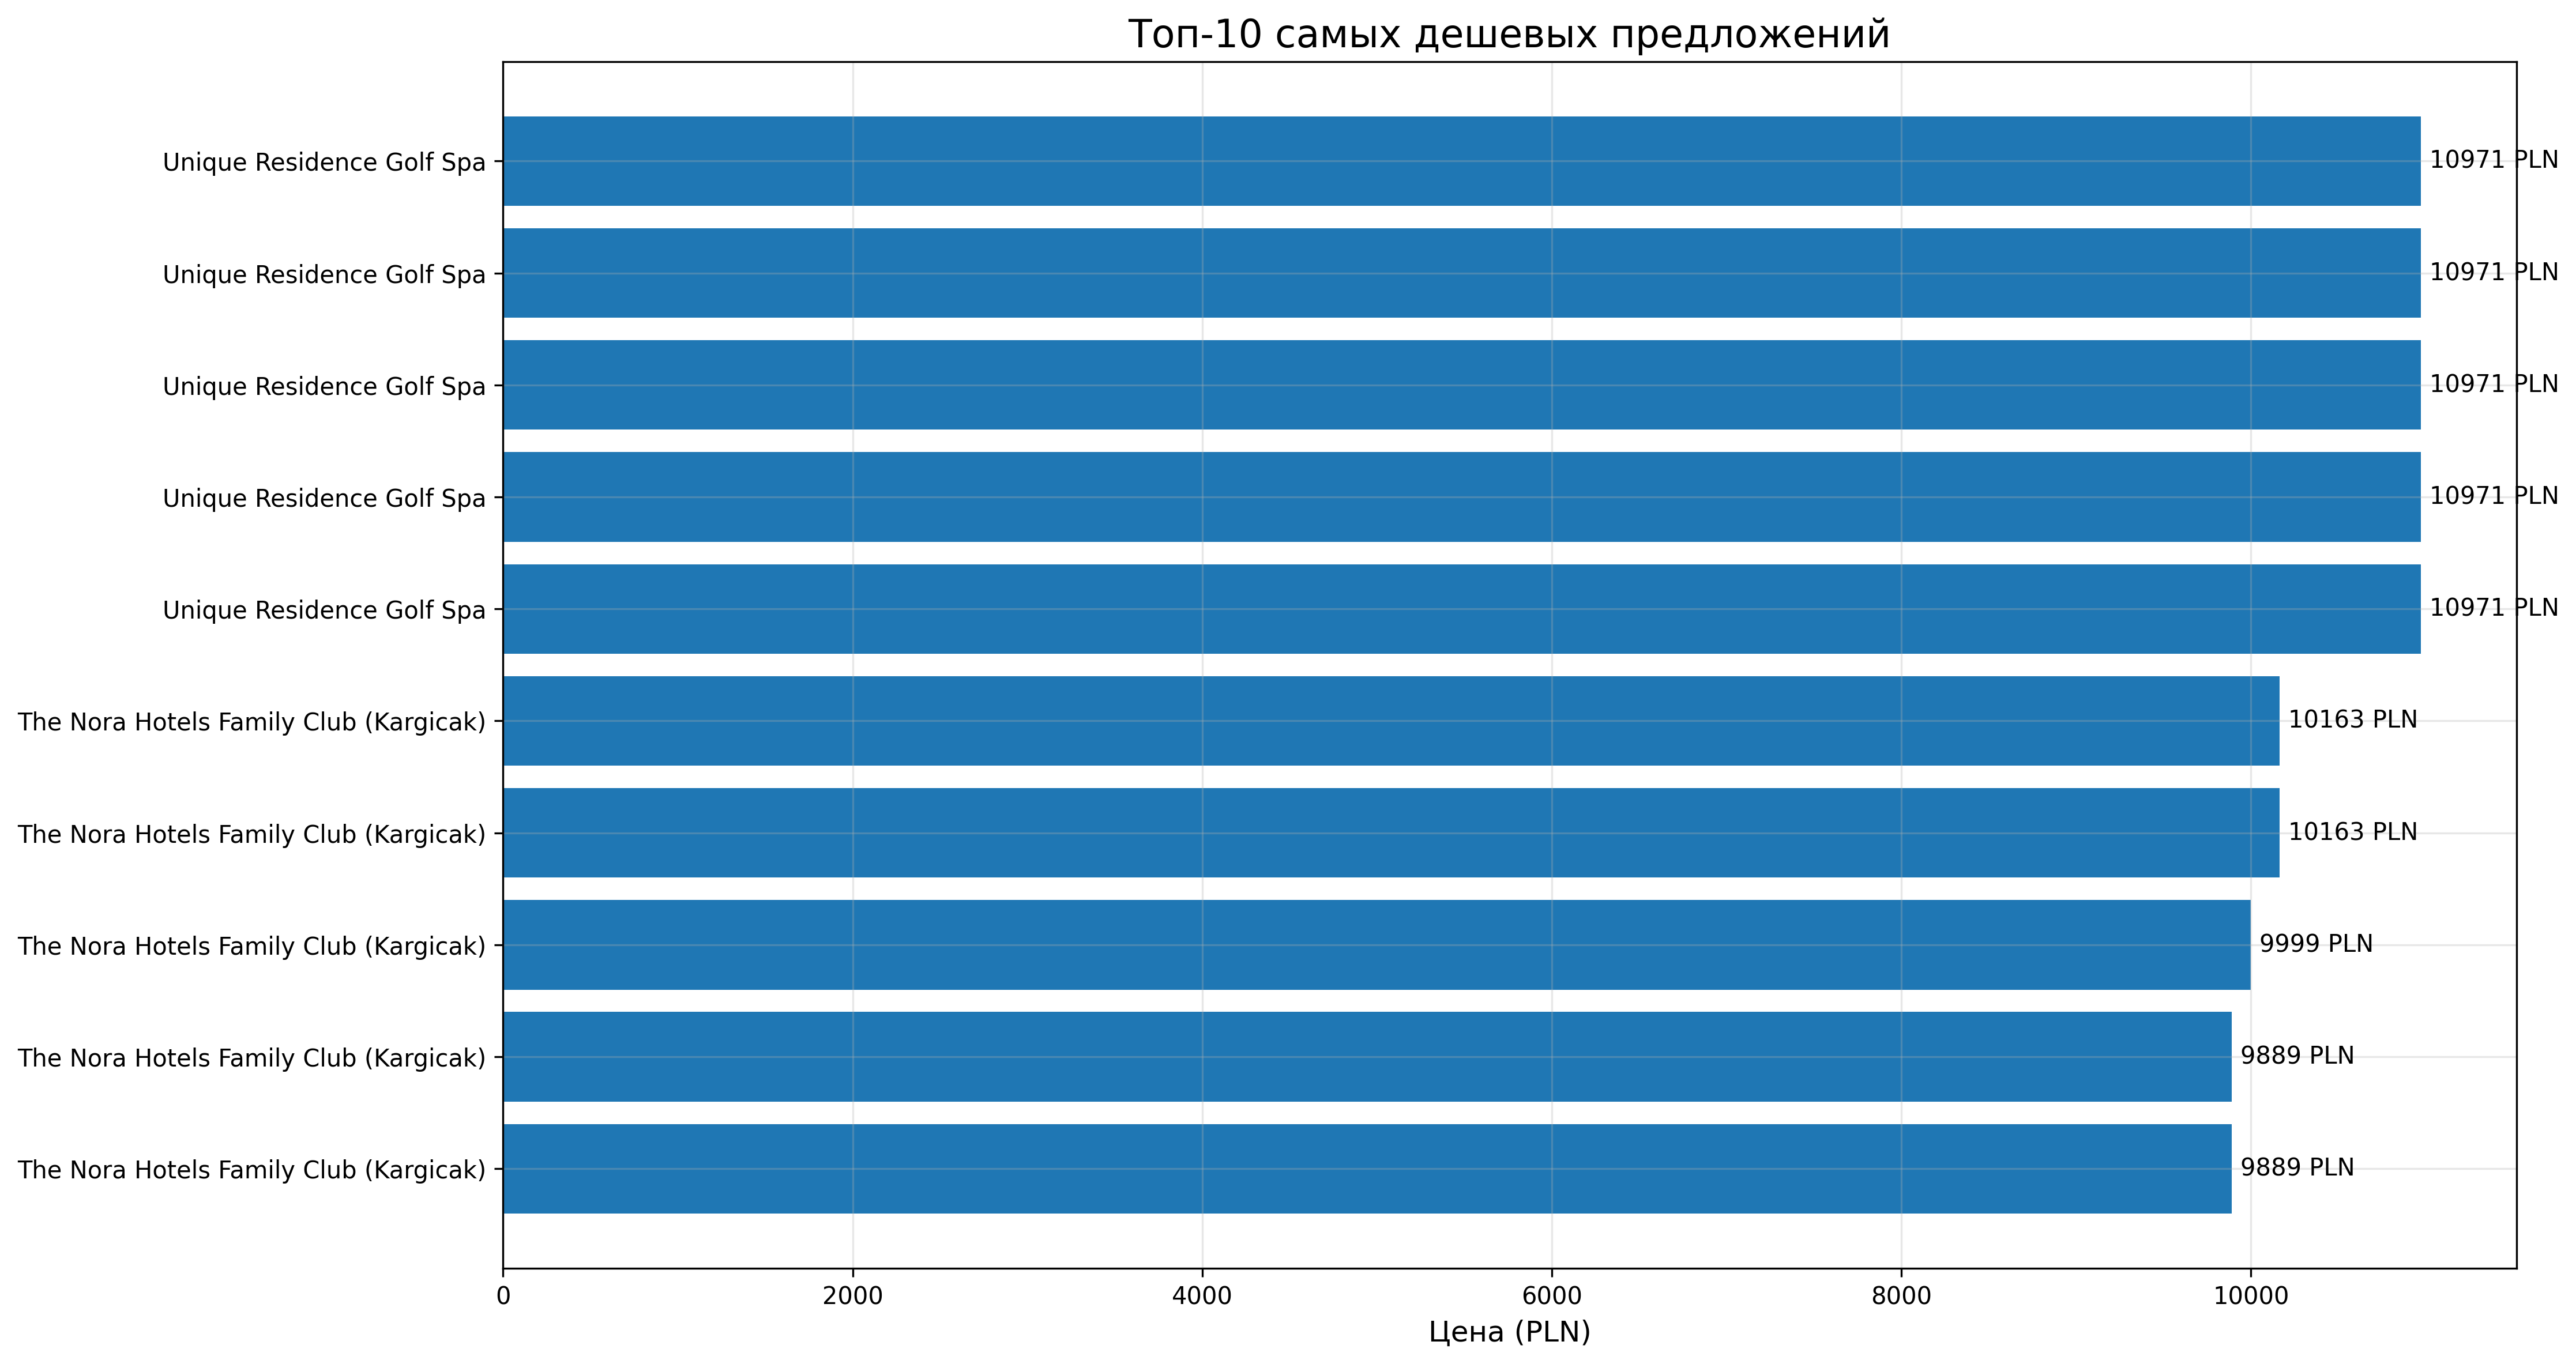 Топ-10 самых дешевых предложений
Unique Residence Golf Spa 10971 PLN
Unique Residence Golf Spa 10971 PLN
Unique Residence Golf Spa 10971 PLN
Unique Residence Golf Spa 10971 PLN
Unique Residence Golf Spa 10971 PLN
The Nora Hotels Family Club (Kargicak) 10163 PLN
The Nora Hotels Family Club (Kargicak) 10163 PLN
The Nora Hotels Family Club (Kargicak) 9999 PLN
The Nora Hotels Family Club (Kargicak) 9889 PLN
The Nora Hotels Family Club (Kargicak) 9889 PLN
0 2000 4000 6000 8000 10000
Цена (PLN)